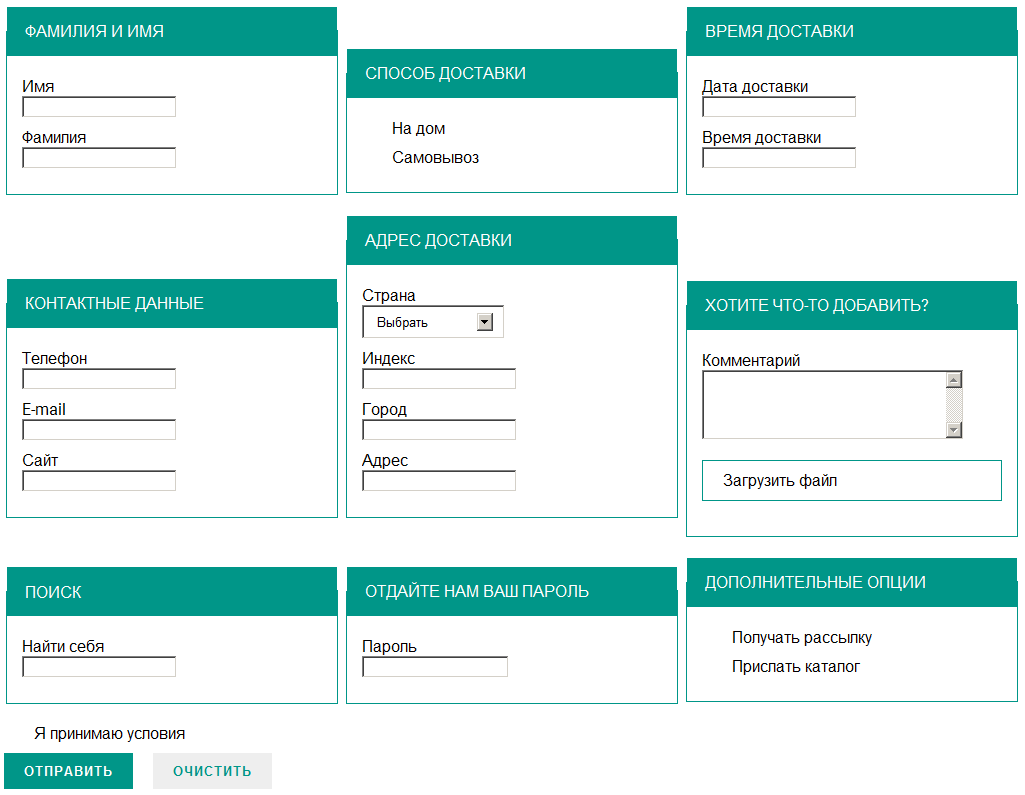 ФАМИЛИЯ И ИМЯ
Имя
Фамилия
СПОСОБ ДОСТАВКИ
На дом
Самовывоз
ВРЕМЯ ДОСТАВКИ
Дата доставки
Время доставки
КОНТАКТНЫЕ ДАННЫЕ
Телефон
E-mail
Сайт
АДРЕС ДОСТАВКИ
Страна
Выбрать
Индекс
Город
Адрес
ХОТИТЕ ЧТО-ТО ДОБАВИТЬ?
Комментарий
Загрузить файл
ПОИСК
Найти себя
ОТДАЙТЕ НАМ ВАШ ПАРОЛЬ
Пароль
ДОПОЛНИТЕЛЬНЫЕ ОПЦИИ
Получать рассылку
Прислать каталог
Я принимаю условия
ОТПРАВИТЬ
ОЧИСТИТЬ